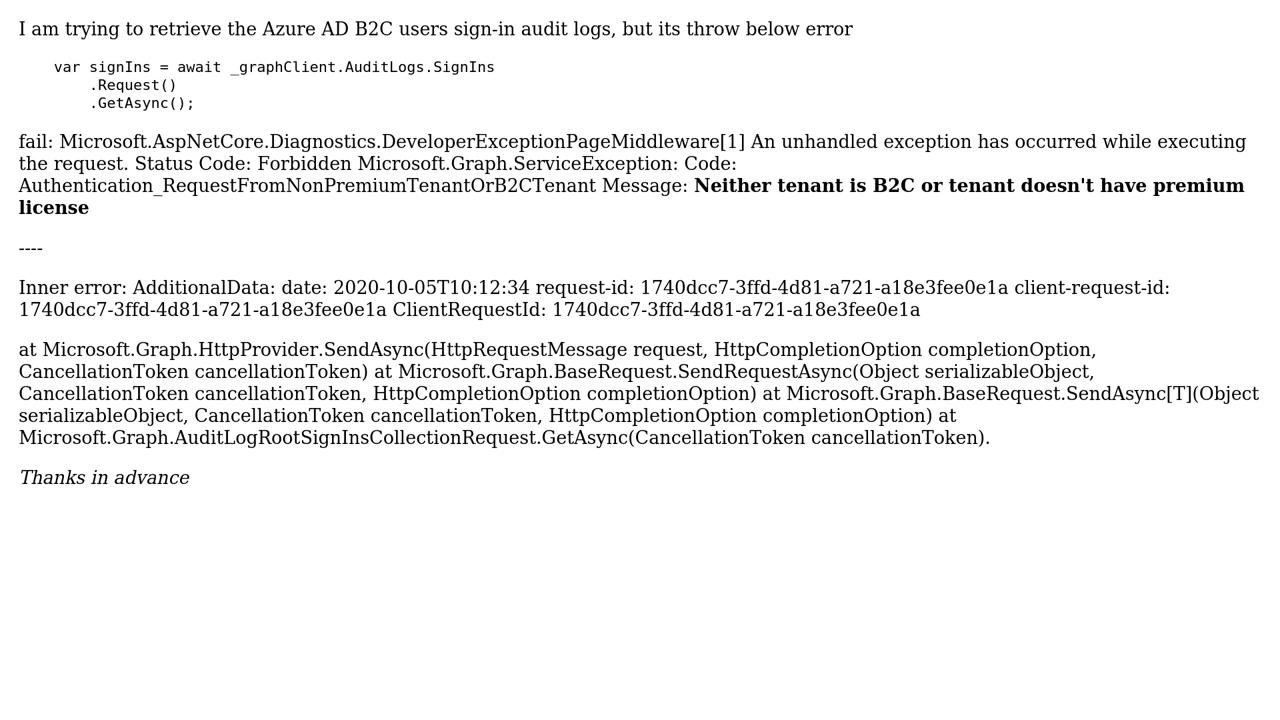 I am trying to retrieve the Azure AD B2C users sign-in audit logs, but its throw below error
var signIns = await _graphClient.AuditLogs.SignIns
.Request()
.GetAsync();
fail: Microsoft.AspNetCore.Diagnostics.DeveloperExceptionPageMiddleware[1] An unhandled exception has occurred while executing
the request. Status Code: Forbidden Microsoft.Graph.ServiceException: Code:
Authentication_RequestFromNonPremiumTenantOrB2CTenant Message: Neither tenant is B2C or tenant doesn't have premium
license
----
Inner error: AdditionalData: date: 2020-10-05T10:12:34 request-id: 1740dcc7-3ffd-4d81-a721-a18e3fee0e1a client-request-id:
1740dcc7-3ffd-4d81-a721-a18e3fee0e1a ClientRequestId: 1740dcc7-3ffd-4d81-a721-a18e3fee0e1a
at Microsoft.Graph.HttpProvider.SendAsync(HttpRequestMessage request, HttpCompletionOption completionOption,
CancellationToken cancellationToken) at Microsoft.Graph.BaseRequest.SendRequestAsync(Object serializableObject,
CancellationToken cancellationToken, HttpCompletionOption completionOption) at Microsoft.Graph.BaseRequest.SendAsync[T](Object
serializableObject, CancellationToken cancellationToken, HttpCompletionOption completionOption) at
Microsoft.Graph.AuditLogRootSignInsCollectionRequest.GetAsync(CancellationToken cancellationToken).
Thanks in advance